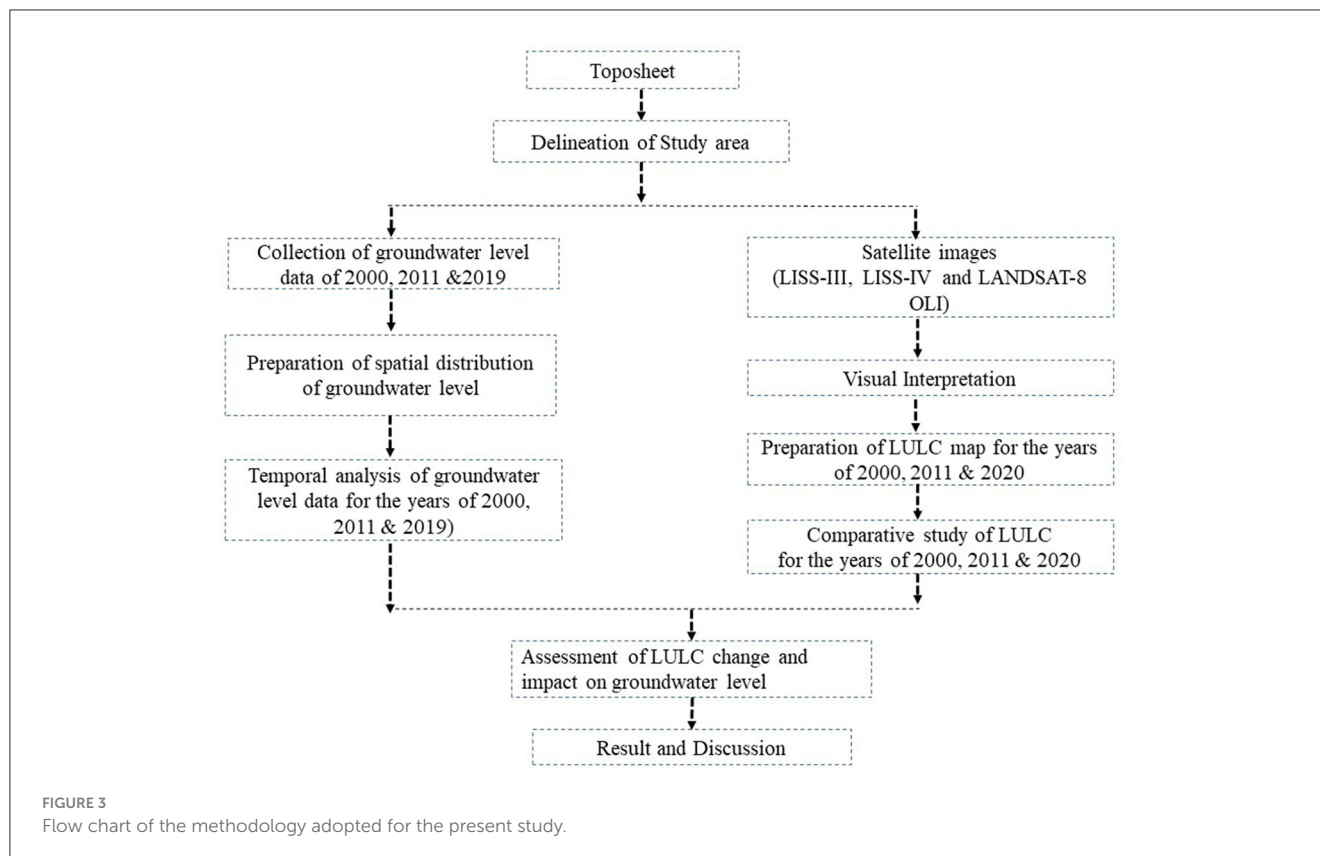 Toposheet
Delineation of Study area
Collection of groundwater level
data of 2000, 2011 &2019
Preparation of spatial distribution
of groundwater level
Temporal analysis of groundwater
level data for the years of 2000,
2011 & 2019)
Satellite images
(LISS-III, LISS-IV and LANDSAT-8
OLI)
Visual Interpretation
Preparation of LULC map for the years
of 2000, 2011 & 2020
Comparative study of LULC
for the years of 2000, 2011 & 2020
Assessment of LULC change and
impact on groundwater level
Result and Discussion
FIGURE 3
Flow chart of the methodology adopted for the present study.